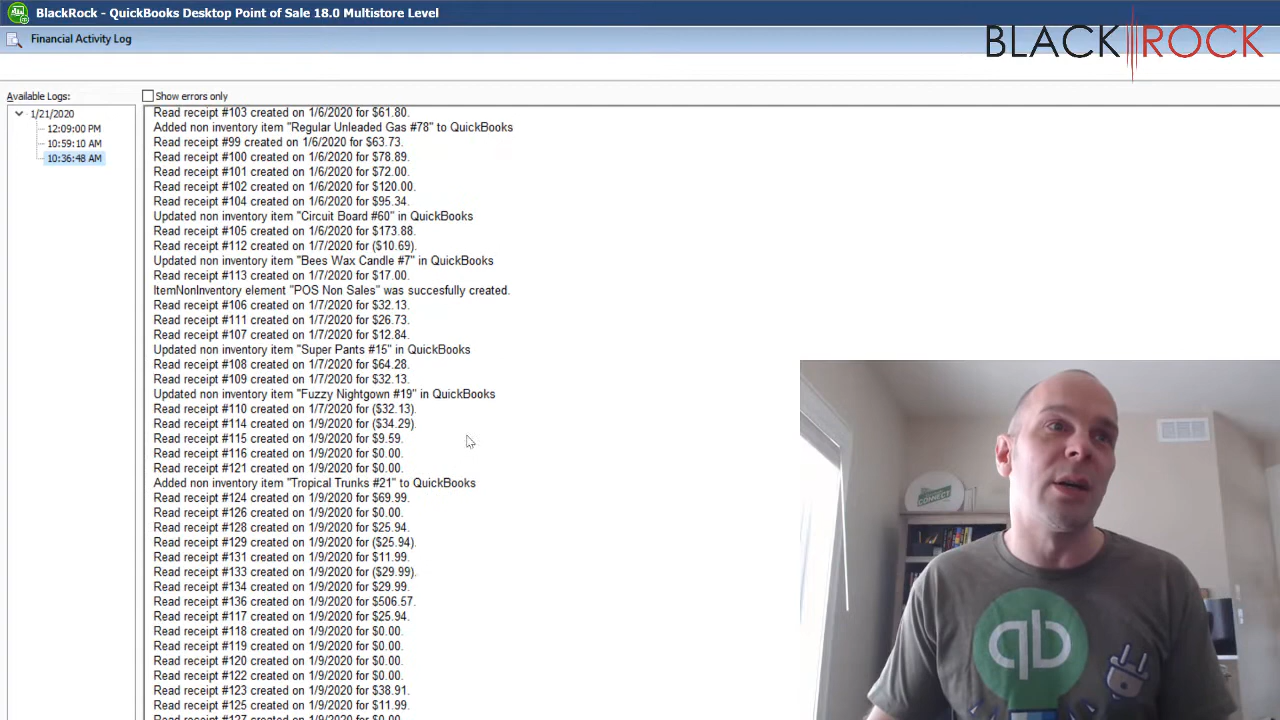 BlackRock - QuickBooks Desktop Point of Sale 18.0 Multistore Level
Financial Activity Log
BLACK ROCK
Available Logs:
Show errors only
1/21/2020
12:09:00 PM
10:59:10 AM
10:36:48 AM
Read receipt #103 created on 1/6/2020 for $61.80.
Added non inventory item "Regular Unleaded Gas #78" to QuickBooks
Read receipt #99 created on 1/6/2020 for $63.73.
Read receipt #100 created on 1/6/2020 for $78.89.
Read receipt #101 created on 1/6/2020 for $72.00.
Read receipt #102 created on 1/6/2020 for $120.00.
Read receipt #104 created on 1/6/2020 for $95.34.
Updated non inventory item "Circuit Board #60" in QuickBooks
Read receipt #105 created on 1/6/2020 for $173.88.
Read receipt #112 created on 1/7/2020 for ($10.69).
Updated non inventory item "Bees Wax Candle #7" in QuickBooks
Read receipt #113 created on 1/7/2020 for $17.00.
ItemNonInventory element "POS Non Sales" was succesfully created.
Read receipt #106 created on 1/7/2020 for $32.13.
Read receipt #111 created on 1/7/2020 for $26.73.
Read receipt #107 created on 1/7/2020 for $12.84.
Updated non inventory item "Super Pants #15" in QuickBooks
Read receipt #108 created on 1/7/2020 for $64.28.
Read receipt #109 created on 1/7/2020 for $32.13.
Updated non inventory item "Fuzzy Nightgown #19" in QuickBooks
Read receipt #110 created on 1/7/2020 for ($32.13).
Read receipt #114 created on 1/9/2020 for ($34.29).
Read receipt #115 created on 1/9/2020 for $9.59.
Read receipt #116 created on 1/9/2020 for $0.00.
Read receipt #121 created on 1/9/2020 for $0.00.
Added non inventory item "Tropical Trunks #21" to QuickBooks
Read receipt #124 created on 1/9/2020 for $69.99.
Read receipt #126 created on 1/9/2020 for $0.00.
Read receipt #128 created on 1/9/2020 for $25.94.
Read receipt #129 created on 1/9/2020 for ($25.94).
Read receipt #131 created on 1/9/2020 for $11.99.
Read receipt #133 created on 1/9/2020 for ($29.99).
Read receipt #134 created on 1/9/2020 for $29.99.
Read receipt #136 created on 1/9/2020 for $506.57.
Read receipt #117 created on 1/9/2020 for $25.94.
Read receipt #118 created on 1/9/2020 for $0.00.
Read receipt #119 created on 1/9/2020 for $0.00.
Read receipt #120 created on 1/9/2020 for $0.00.
Read receipt #122 created on 1/9/2020 for $0.00.
Read receipt #123 created on 1/9/2020 for $38.91.
Read receipt #125 created on 1/9/2020 for $11.99.
Read receipt #127 created on 1/9/2020 for $0.00.
CONNECT
qb